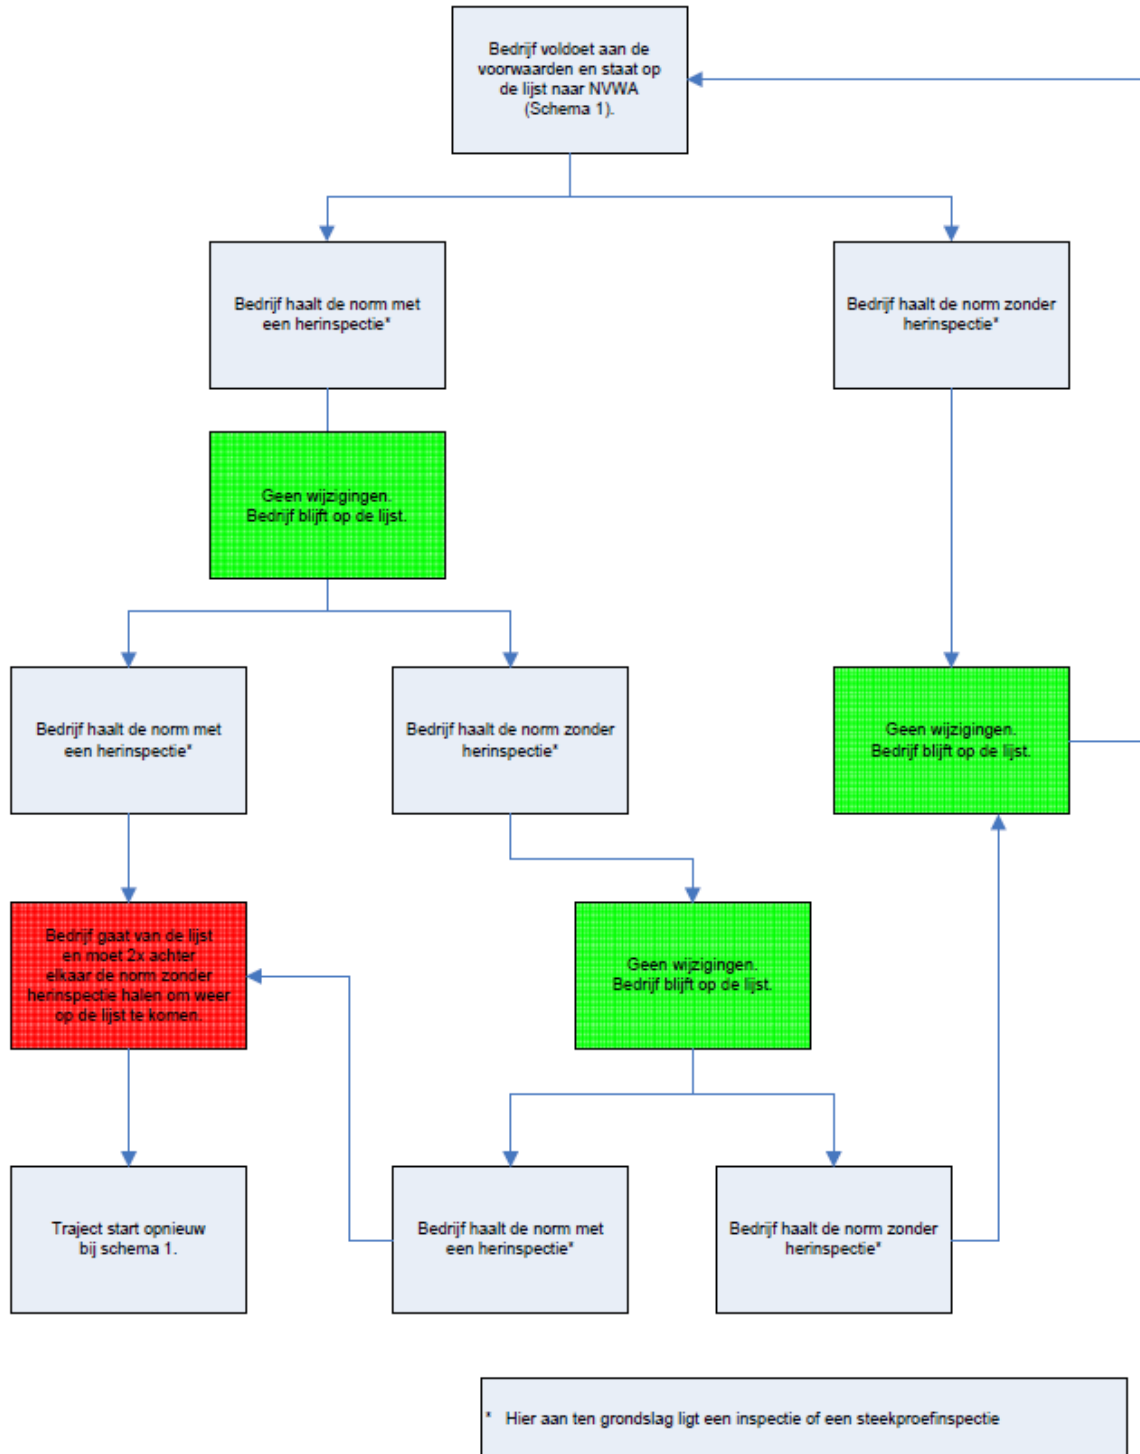 Bedrijf voldoet aan de
voorwaarden en staat op
de lijst naar NVWA
(Schema 1).
Bedrijf haalt de norm met
een herinspectie*
Bedrijf haalt de norm zonder
herinspectie*
Geen wijzigingen.
Bedrijf blijft op de lijst.
Bedrijf haalt de norm met
een herinspectie*
Bedrijf haalt de norm zonder
herinspectie*
Geen wijzigingen.
Bedrijf blijft op de lijst.
Bedrijf gaat van de lijst
en moet 2x achter
elkaar de norm zonder
herinspectie halen om weer
op de lijst te komen.
Geen wijzigingen.
Bedrijf blijft op de lijst.
Traject start opnieuw
bij schema 1.
Bedrijf haalt de norm met
een herinspectie*
Bedrijf haalt de norm zonder
herinspectie*
* Hier aan ten grondslag ligt een inspectie of een steekproefinspectie